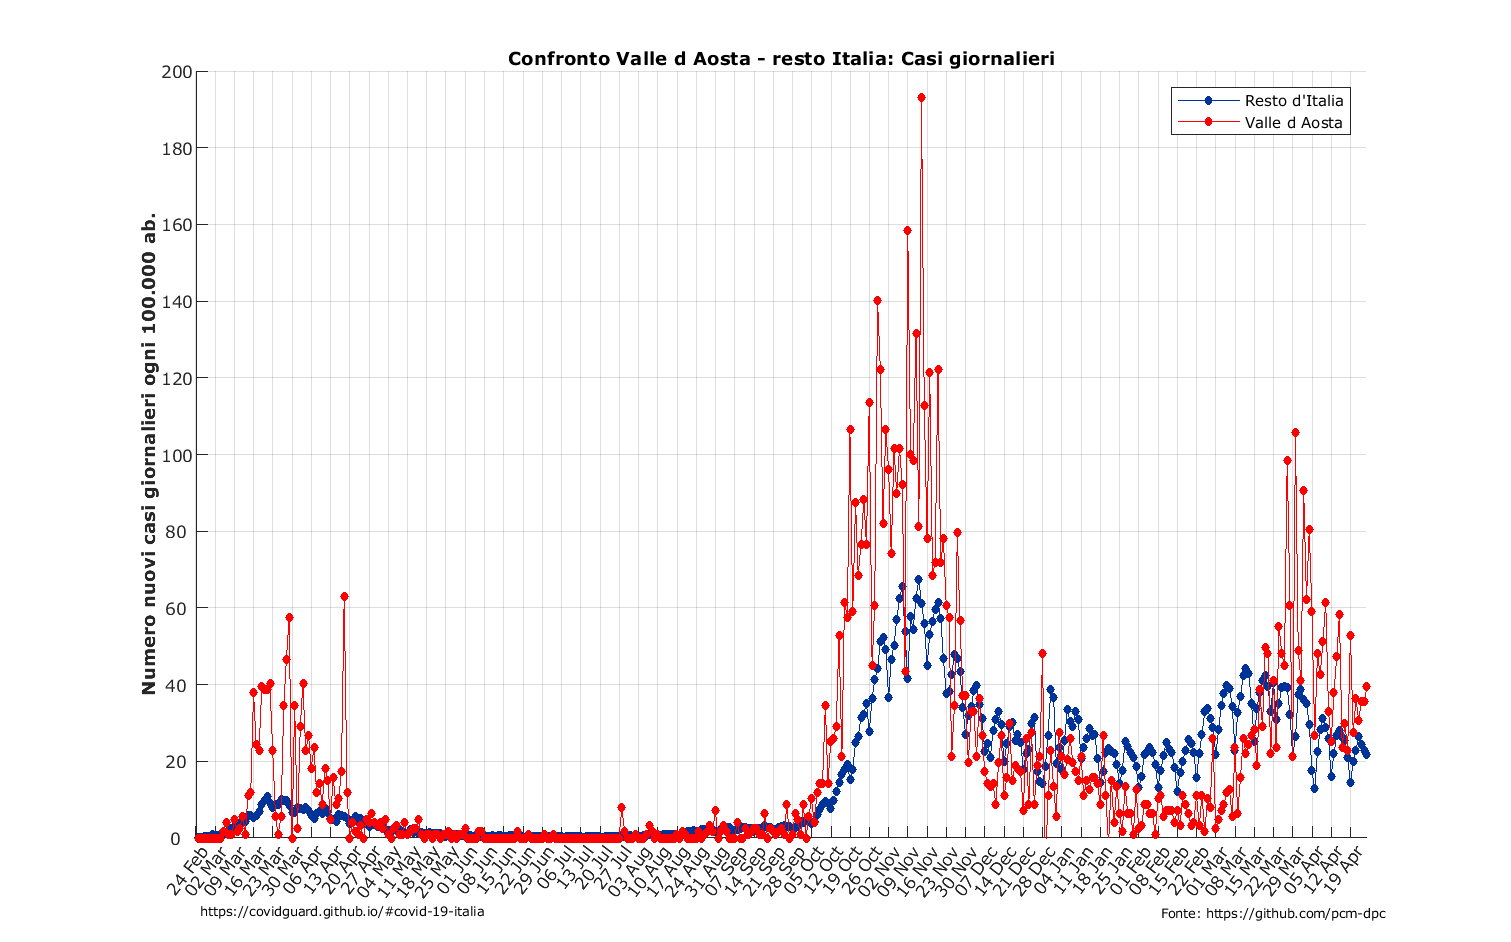 Confronto Valle d Aosta - resto Italia: Casi giornalieri
Resto d'Italia
Valle d Aosta
Numero nuovi casi giornalieri ogni 100.000 ab.
200
180
160
140
120
100
80
60
40
20
0
24 Feb
02 Mar
09 Mar
16 Mar
23 Mar
30 Mar
06 Apr
13 Apr
20 Apr
27 Apr
04 May
11 May
18 May
25 May
01 Jun
08 Jun
15 Jun
22 Jun
29 Jun
06 Jul
13 Jul
20 Jul
27 Jul
03 Aug
10 Aug
17 Aug
24 Aug
31 Aug
07 Sep
14 Sep
21 Sep
28 Sep
05 Oct
12 Oct
19 Oct
26 Oct
02 Nov
09 Nov
16 Nov
23 Nov
30 Nov
07 Dec
14 Dec
21 Dec
28 Dec
04 Jan
11 Jan
18 Jan
25 Jan
01 Feb
08 Feb
15 Feb
22 Feb
01 Mar
08 Mar
15 Mar
22 Mar
29 Mar
05 Apr
12 Apr
19 Apr
https://covidguard.github.io/#covid-19-italia
Fonte: https://github.com/pcm-dpc